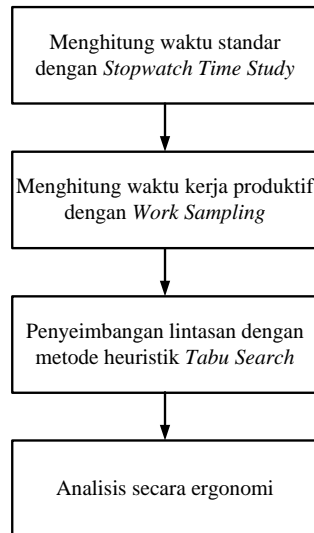 Menghitung waktu standar
dengan Stopwatch Time Study
Menghitung waktu kerja produktif
dengan Work Sampling
Penyeimbangan lintasan dengan
metode heuristik Tabu Search
Analisis secara ergonomi